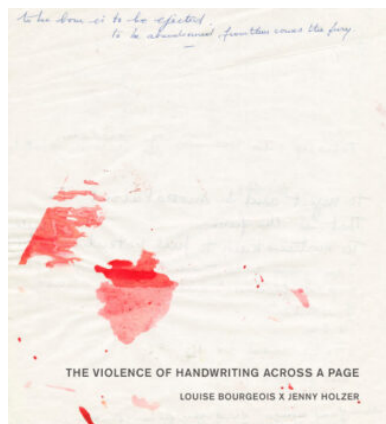 to be born is to be ejected
to be abandoned, from there comes the fury.
THE VIOLENCE OF HANDWRITING ACROSS A PAGE
LOUISE BOURGEOIS X JENNY HOLZER